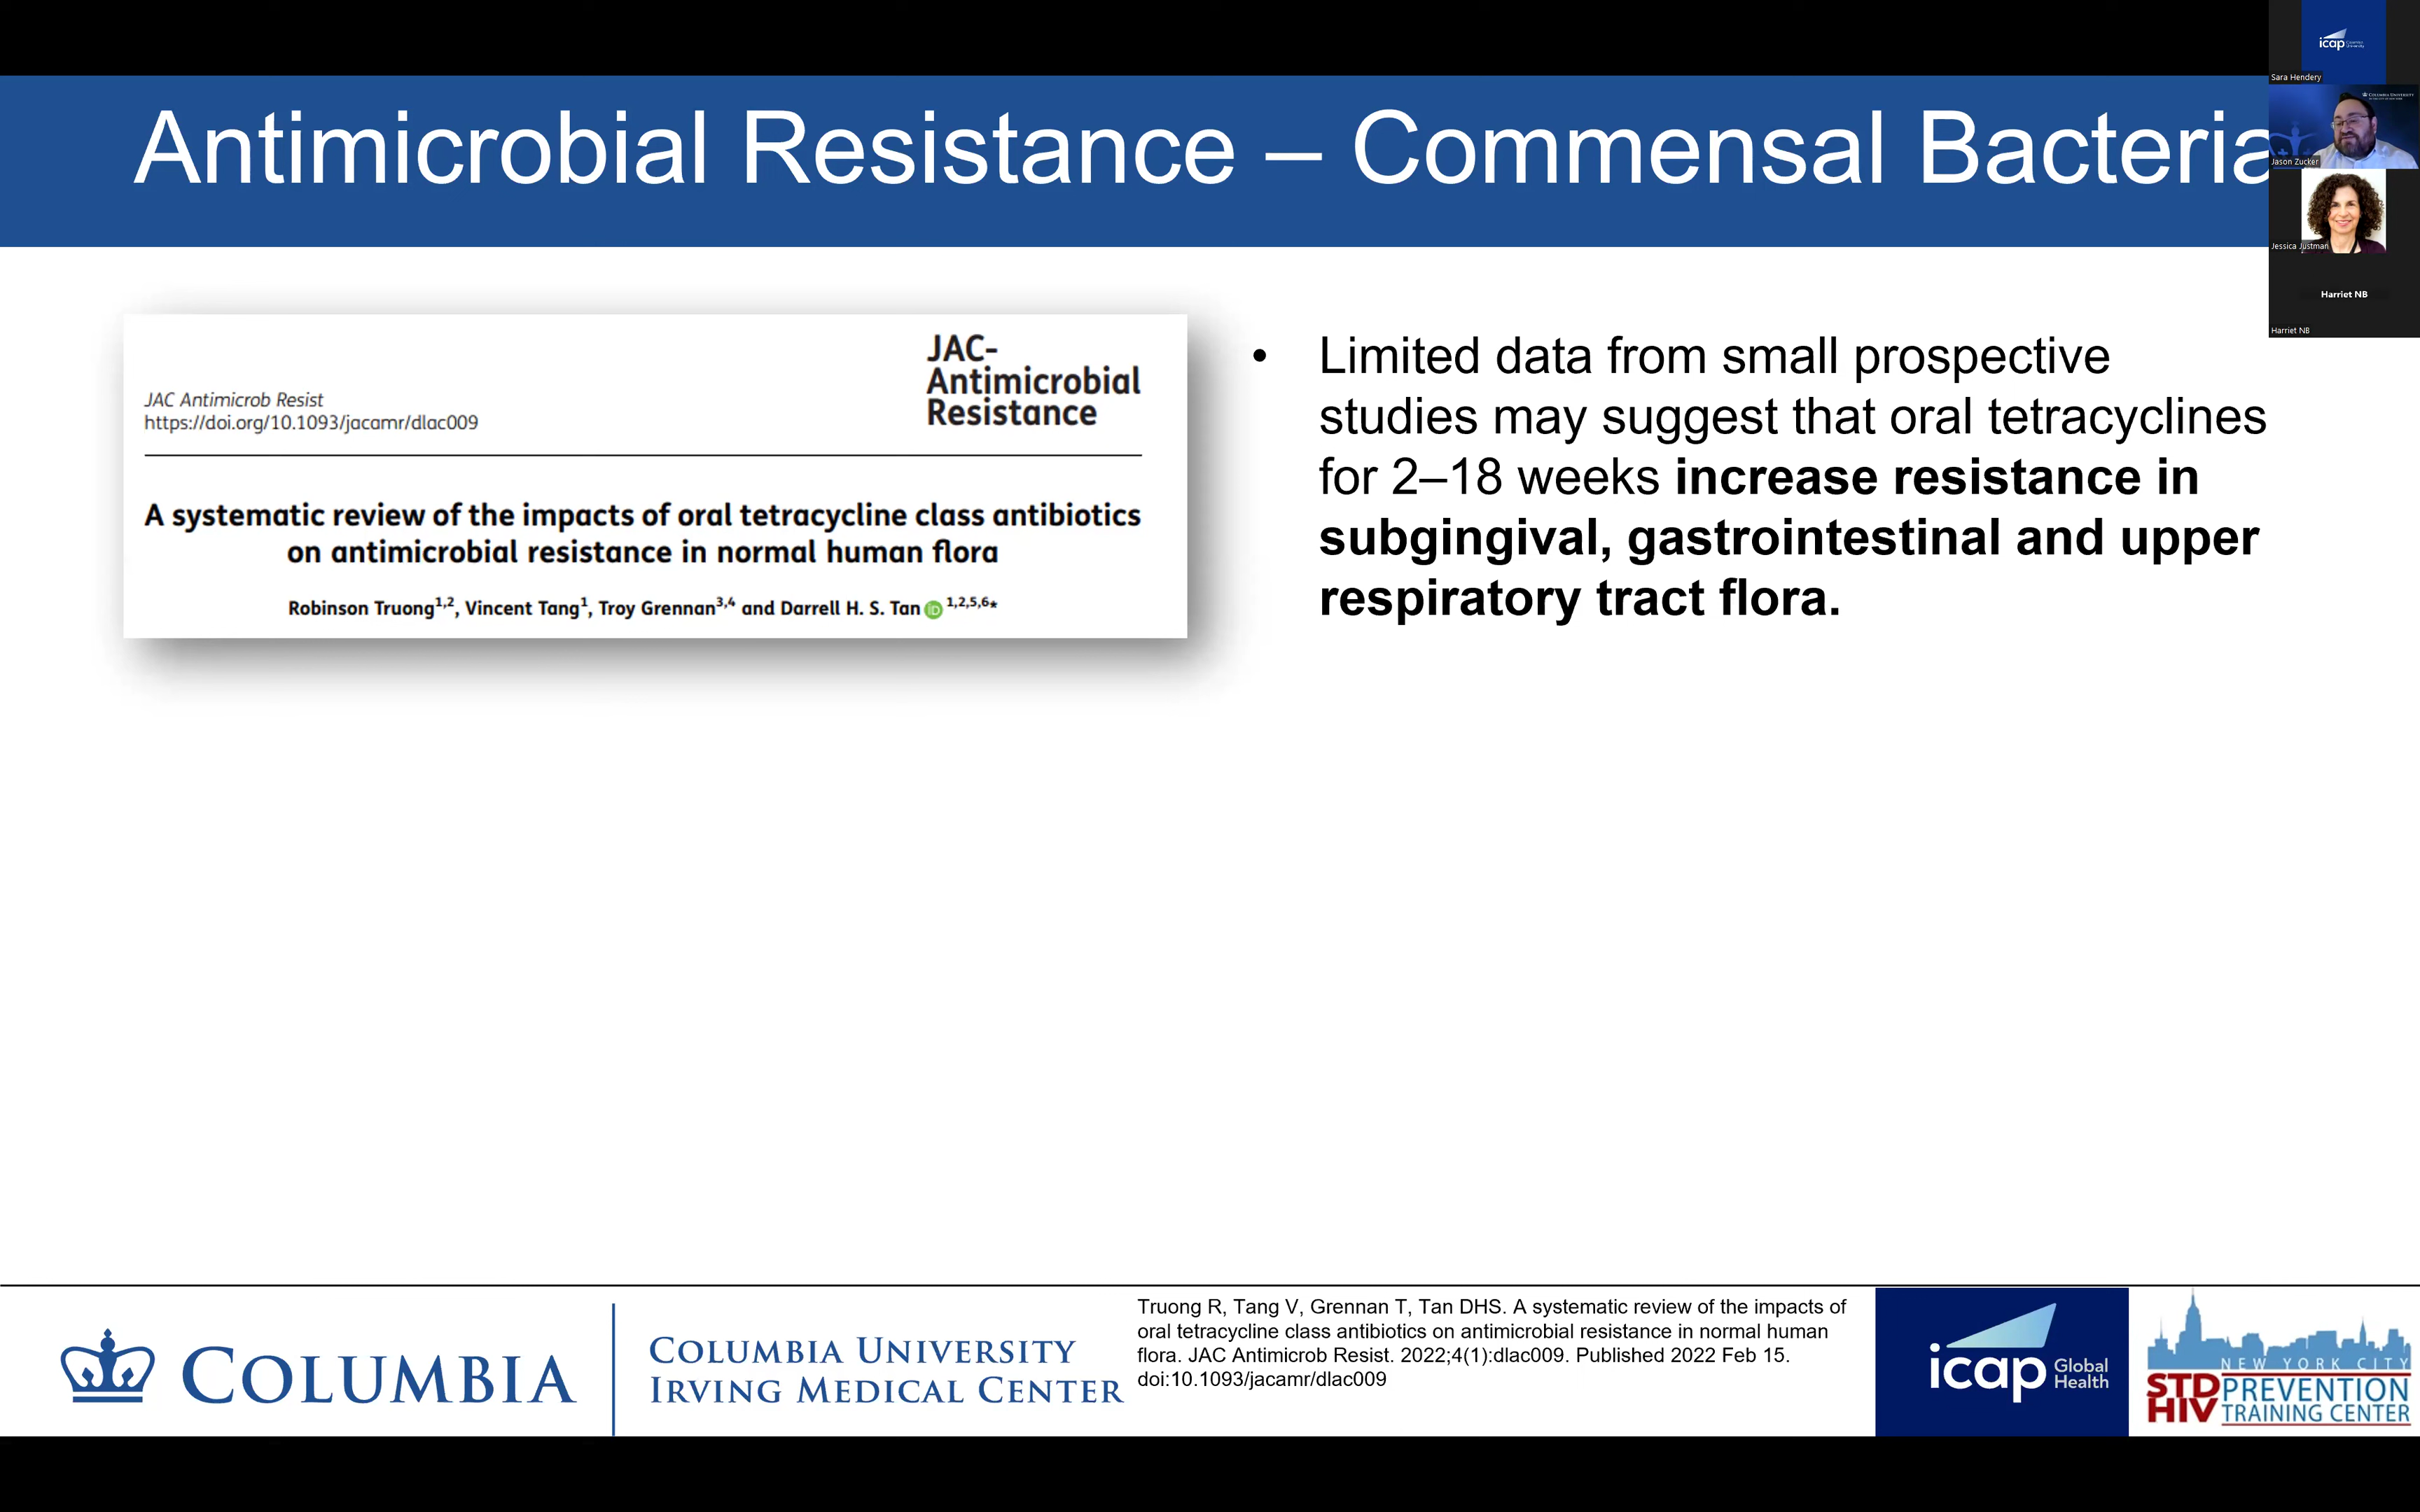 Antimicrobial Resistance – Commensal Bacteria
JAC-
Antimicrobial
Resistance
JAC Antimicrob Resist
https://doi.org/10.1093/jacamr/dlac009
A systematic review of the impacts of oral tetracycline class antibiotics
on antimicrobial resistance in normal human flora
Robinson Truong1,2, Vincent Tang1, Troy Grennan3,4 and Darrell H. S. Tan iD 1,2,5,6*
• Limited data from small prospective
studies may suggest that oral tetracyclines
for 2–18 weeks increase resistance in
subgingival, gastrointestinal and upper
respiratory tract flora.
icap
Sara Hendery
Jason Zucker
Jessica Justman
Harriet NB
Harriet NB
COLUMBIA
COLUMBIA UNIVERSITY
IRVING MEDICAL CENTER
Truong R, Tang V, Grennan T, Tan DHS. A systematic review of the impacts of
oral tetracycline class antibiotics on antimicrobial resistance in normal human
flora. JAC Antimicrob Resist. 2022;4(1):dlac009. Published 2022 Feb 15.
doi:10.1093/jacamr/dlac009
icap Global
Health
NEW YORK CITY
STD PREVENTION
HIV TRAINING CENTER